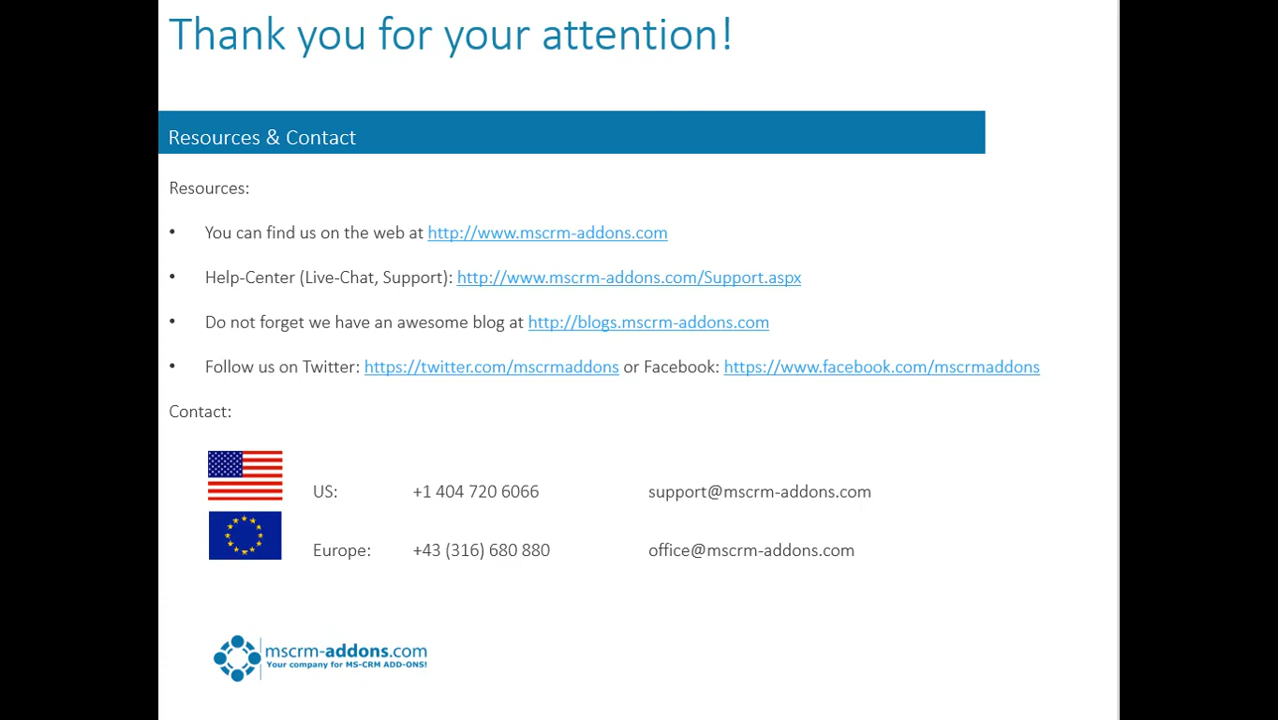 Thank you for your attention!
Resources & Contact
Resources:
• You can find us on the web at http://www.mscrm-addons.com
• Help-Center (Live-Chat, Support): http://www.mscrm-addons.com/Support.aspx
• Do not forget we have an awesome blog at http://blogs.mscrm-addons.com
• Follow us on Twitter: https://twitter.com/mscrmaddons or Facebook: https://www.facebook.com/mscrmaddons
Contact:
US: +1 404 720 6066 support@mscrm-addons.com
Europe: +43 (316) 680 880 office@mscrm-addons.com
mscrm-addons.com
Your company for MS-CRM ADD-ONS!